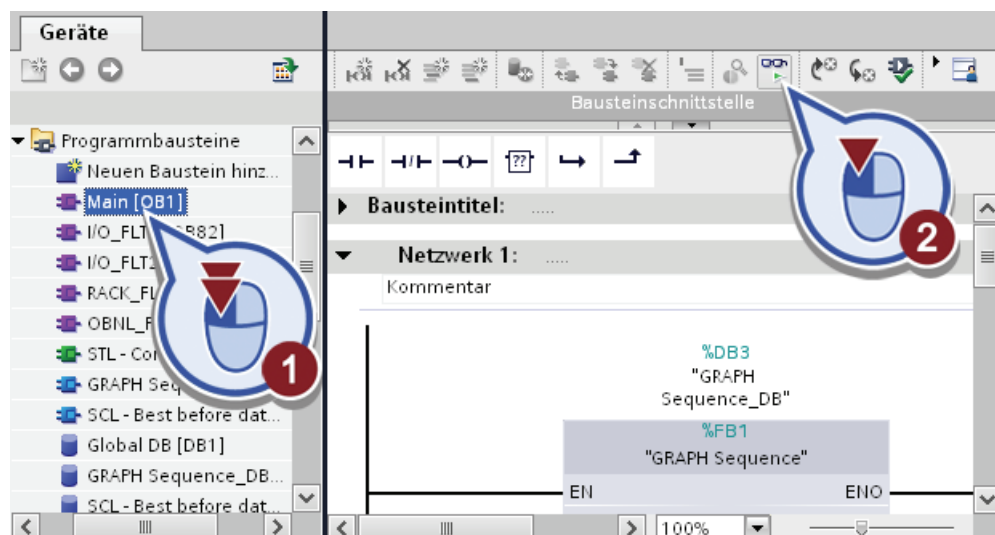 Geräte
Bausteinschnittstelle
Programmbausteine
Neuen Baustein hinz...
Main [OB1]
I/O_FLT
B82]
I/O_FLT
RACK_FL
OBNL_F
STL - Co
GRAPH Seq
SCL - Best before dat...
Global DB [DB1]
GRAPH Sequence_DB...
SCL - Best before dat...
1
??
Bausteintitel: .....
Netzwerk 1: .....
Kommentar
%DB3
"GRAPH
Sequence_DB"
%FB1
"GRAPH Sequence"
EN ENO
100%
2